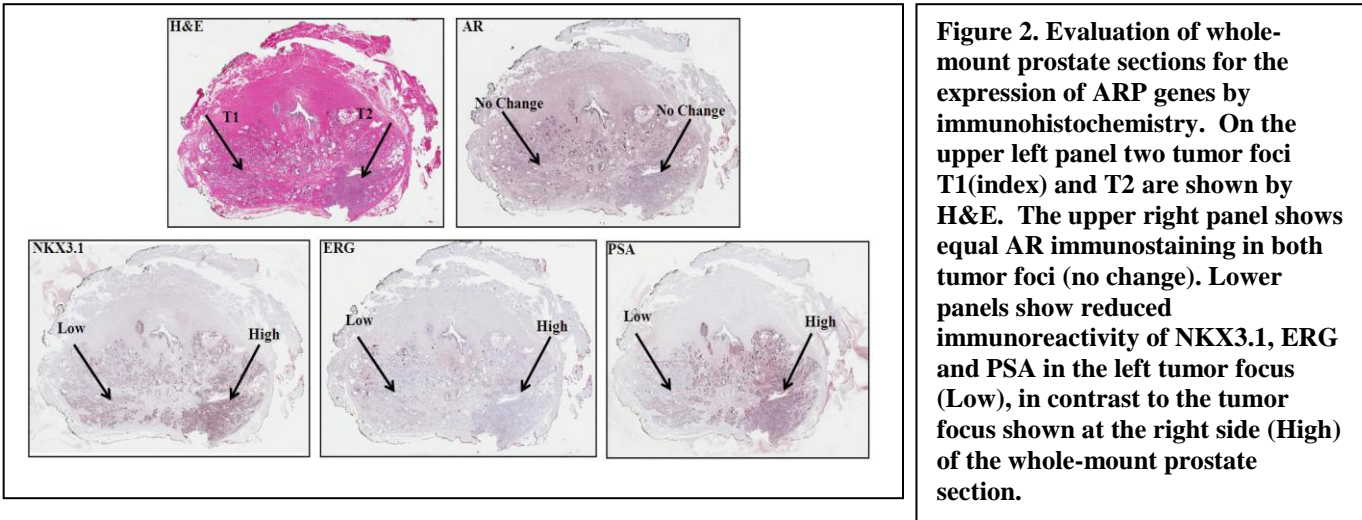 H&E
T1
T2
AR
No Change
No Change
NKX3.1
Low
High
ERG
Low
High
PSA
Low
High
Figure 2. Evaluation of whole-
mount prostate sections for the
expression of ARP genes by
immunohistochemistry. On the
upper left panel two tumor foci
T1(index) and T2 are shown by
H&E. The upper right panel shows
equal AR immunostaining in both
tumor foci (no change). Lower
panels show reduced
immunoreactivity of NKX3.1, ERG
and PSA in the left tumor focus
(Low), in contrast to the tumor
focus shown at the right side (High)
of the whole-mount prostate
section.